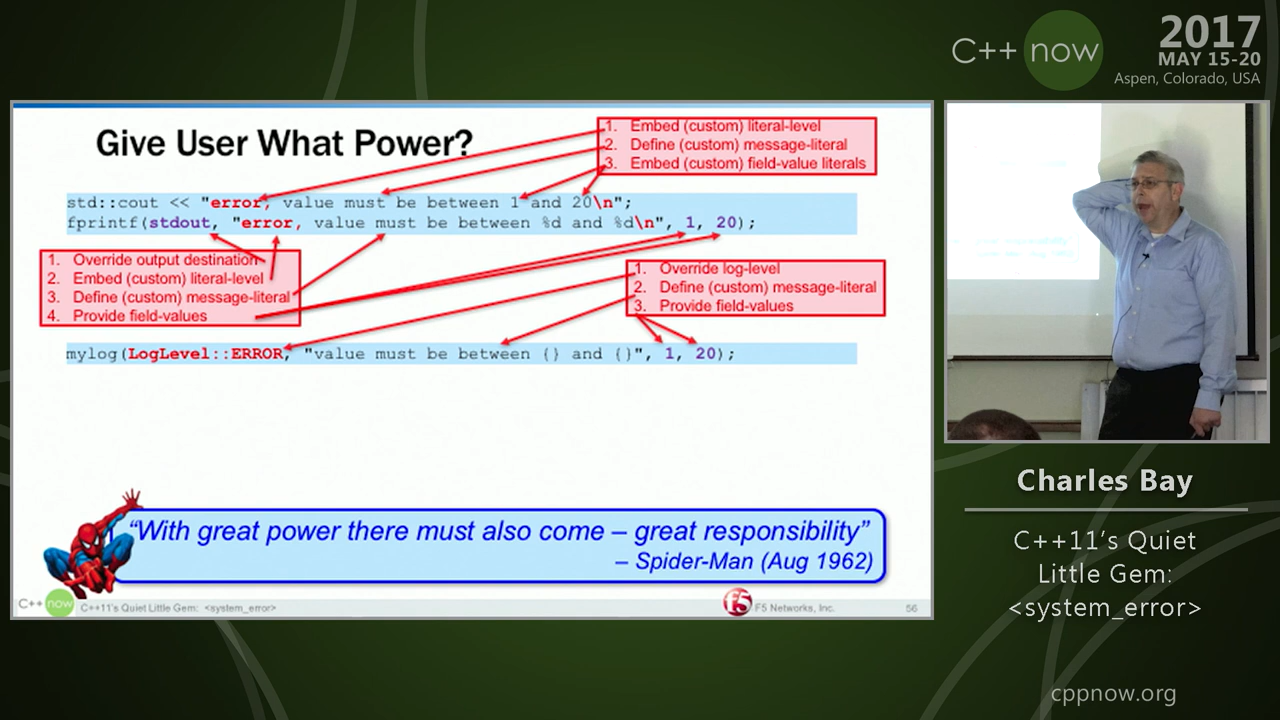 C++ now
2017
MAY 15-20
Aspen, Colorado, USA
Give User What Power?
1. Embed (custom) literal-level
2. Define (custom) message-literal
3. Embed (custom) field-value literals
std::cout << "error, value must be between 1 and 20\n";
fprintf(stdout, "error, value must be between %d and %d\n", 1, 20);
1. Override output destination
2. Embed (custom) literal-level
3. Define (custom) message-literal
4. Provide field-values
1. Override log-level
2. Define (custom) message-literal
3. Provide field-values
mylog(LogLevel::ERROR, "value must be between {} and {}", 1, 20);
“With great power there must also come – great responsibility”
– Spider-Man (Aug 1962)
C++ now
C++11's Quiet Little Gem: <system_error>
F5
F5 Networks, Inc.
56
Charles Bay
C++11’s Quiet
Little Gem:
<system_error>
cppnow.org